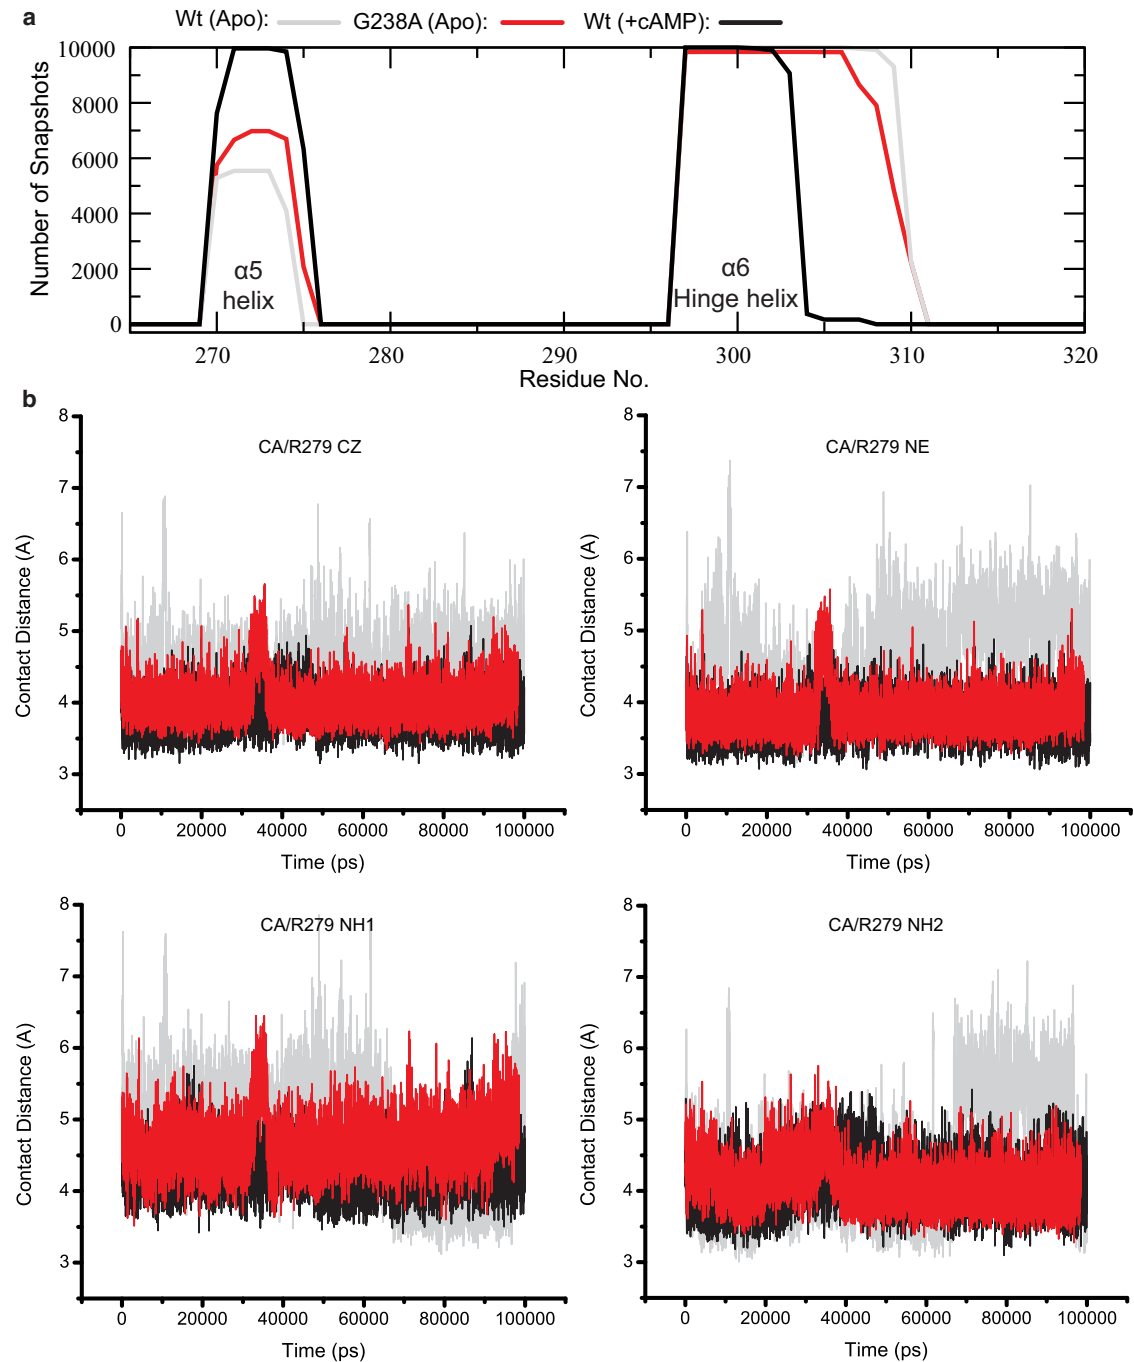 a
Wt (Apo): G238A (Apo): Wt (+cAMP):
Number of Snapshots
10000
8000
6000
4000
2000
0
α5
helix
α6
Hinge helix
270 280 290 300 310 320
Residue No.
b
CA/R279 CZ
Contact Distance (A)
8
7
6
5
4
3
0 20000 40000 60000 80000 100000
Time (ps)
CA/R279 NE
Contact Distance (A)
8
7
6
5
4
3
0 20000 40000 60000 80000 100000
Time (ps)
CA/R279 NH1
Contact Distance (A)
8
7
6
5
4
3
0 20000 40000 60000 80000 100000
Time (ps)
CA/R279 NH2
Contact Distance (A)
8
7
6
5
4
3
0 20000 40000 60000 80000 100000
Time (ps)